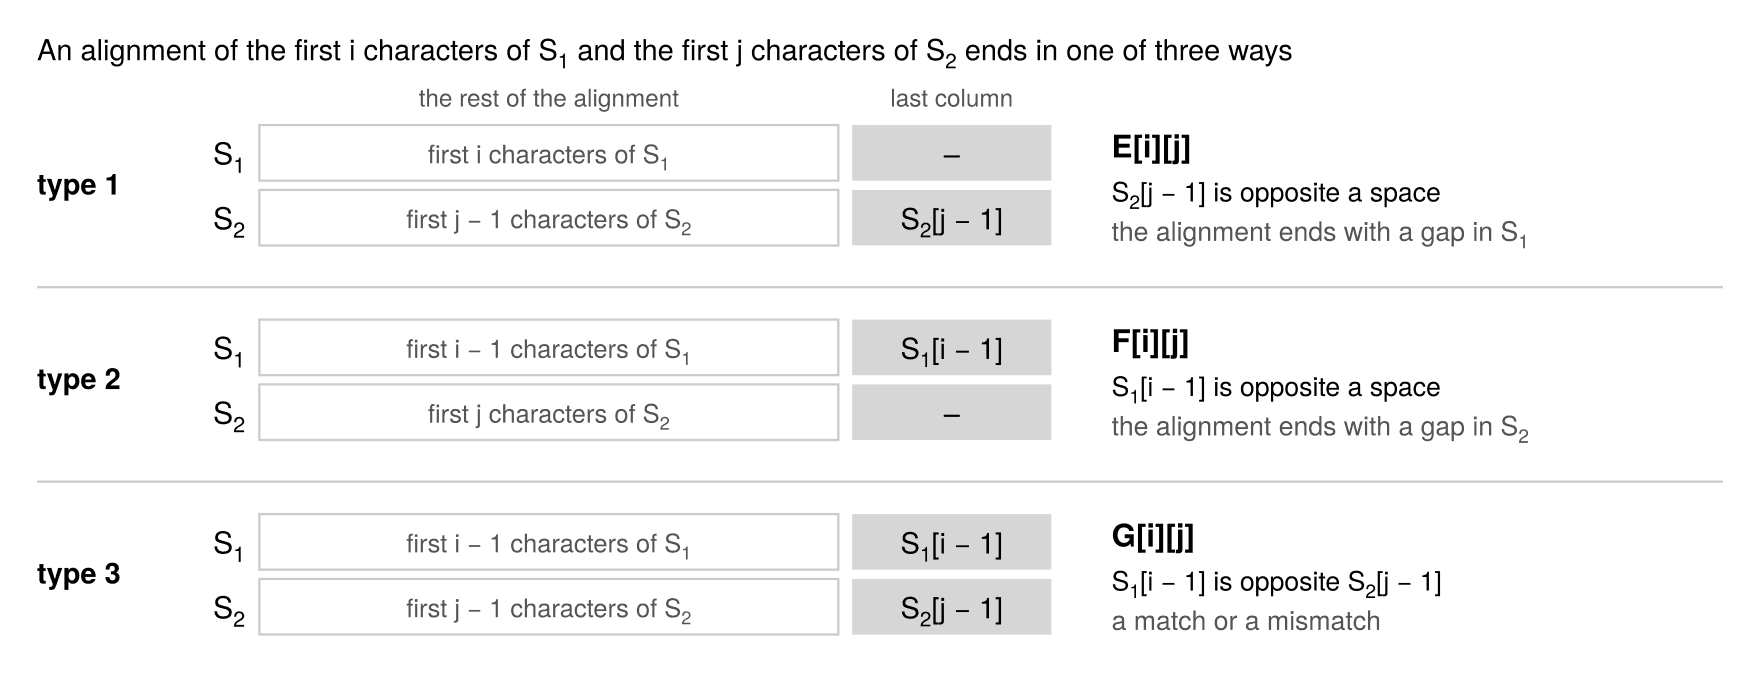 An alignment of the first i characters of S₁ and the first j characters of S₂ ends in one of three ways
the rest of the alignment last column
type 1
S₁ first i characters of S₁ –
S₂ first j − 1 characters of S₂ S₂[j − 1]
E[i][j]
S₂[j − 1] is opposite a space
the alignment ends with a gap in S₁
type 2
S₁ first i − 1 characters of S₁ S₁[i − 1]
S₂ first j characters of S₂ –
F[i][j]
S₁[i − 1] is opposite a space
the alignment ends with a gap in S₂
type 3
S₁ first i − 1 characters of S₁ S₁[i − 1]
S₂ first j − 1 characters of S₂ S₂[j − 1]
G[i][j]
S₁[i − 1] is opposite S₂[j − 1]
a match or a mismatch